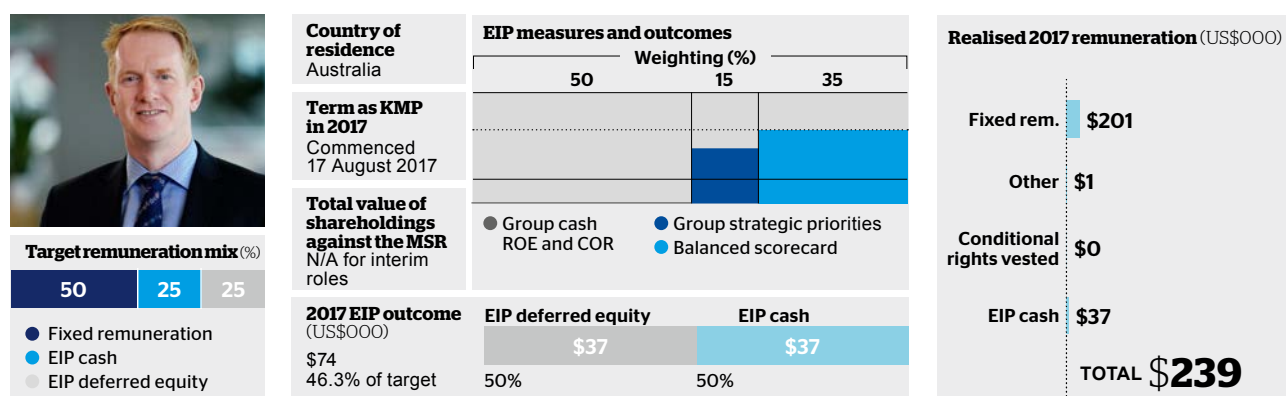 Target remuneration mix (%)
50 25 25
Fixed remuneration
EIP cash
EIP deferred equity
Country of
residence
Australia
Term as KMP
in 2017
Commenced
17 August 2017
Total value of
shareholdings
against the MSR
N/A for interim
roles
EIP measures and outcomes
Weighting (%)
50 15 35
Group cash
ROE and COR
Group strategic priorities
Balanced scorecard
2017 EIP outcome
(US$000)
$74
46.3% of target
EIP deferred equity EIP cash
$37 $37
50% 50%
Realised 2017 remuneration (US$000)
Fixed rem. $201
Other $1
Conditional
rights vested $0
EIP cash $37
TOTAL $239